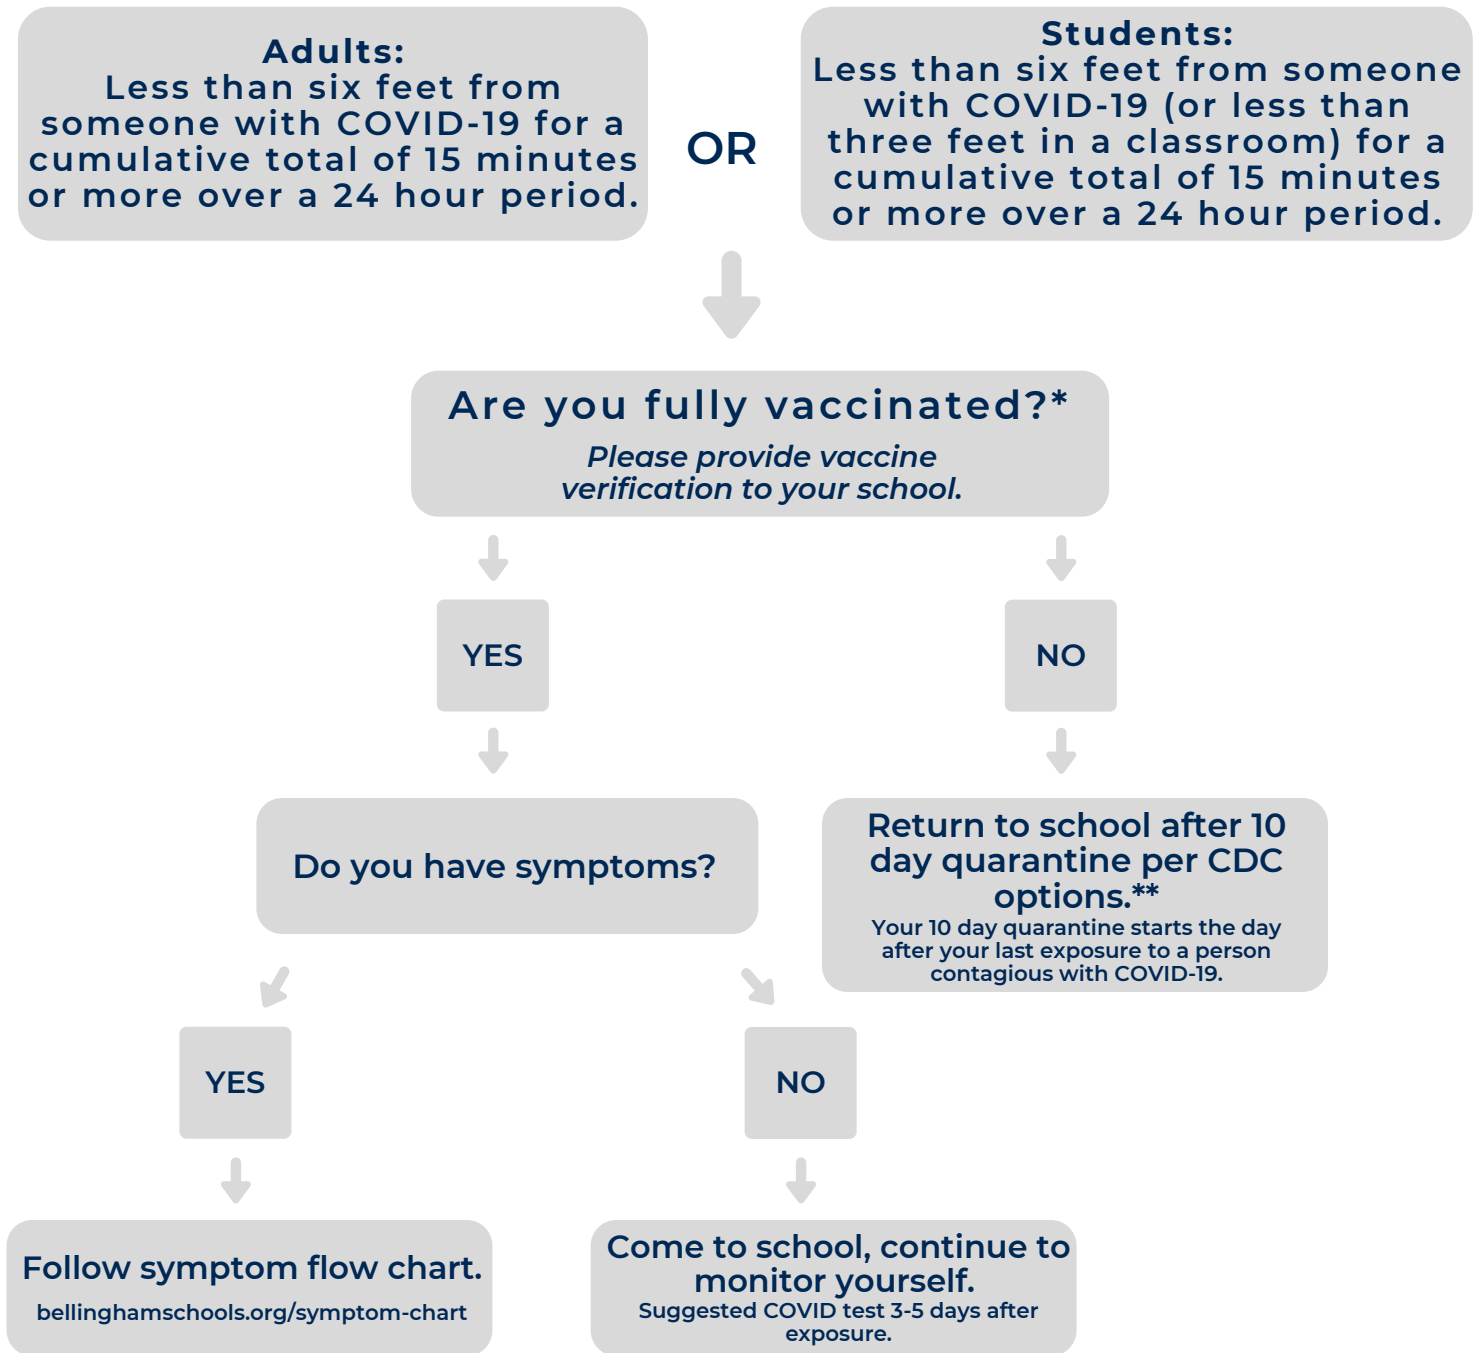 Adults:
Less than six feet from
someone with COVID-19 for a
cumulative total of 15 minutes
or more over a 24 hour period.
OR
Students:
Less than six feet from someone
with COVID-19 (or less than
three feet in a classroom) for a
cumulative total of 15 minutes
or more over a 24 hour period.
Are you fully vaccinated?*
Please provide vaccine
verification to your school.
YES
NO
Do you have symptoms?
Return to school after 10
day quarantine per CDC
options.**
Your 10 day quarantine starts the day
after your last exposure to a person
contagious with COVID-19.
YES
NO
Follow symptom flow chart.
bellinghamschools.org/symptom-chart
Come to school, continue to
monitor yourself.
Suggested COVID test 3-5 days after
exposure.